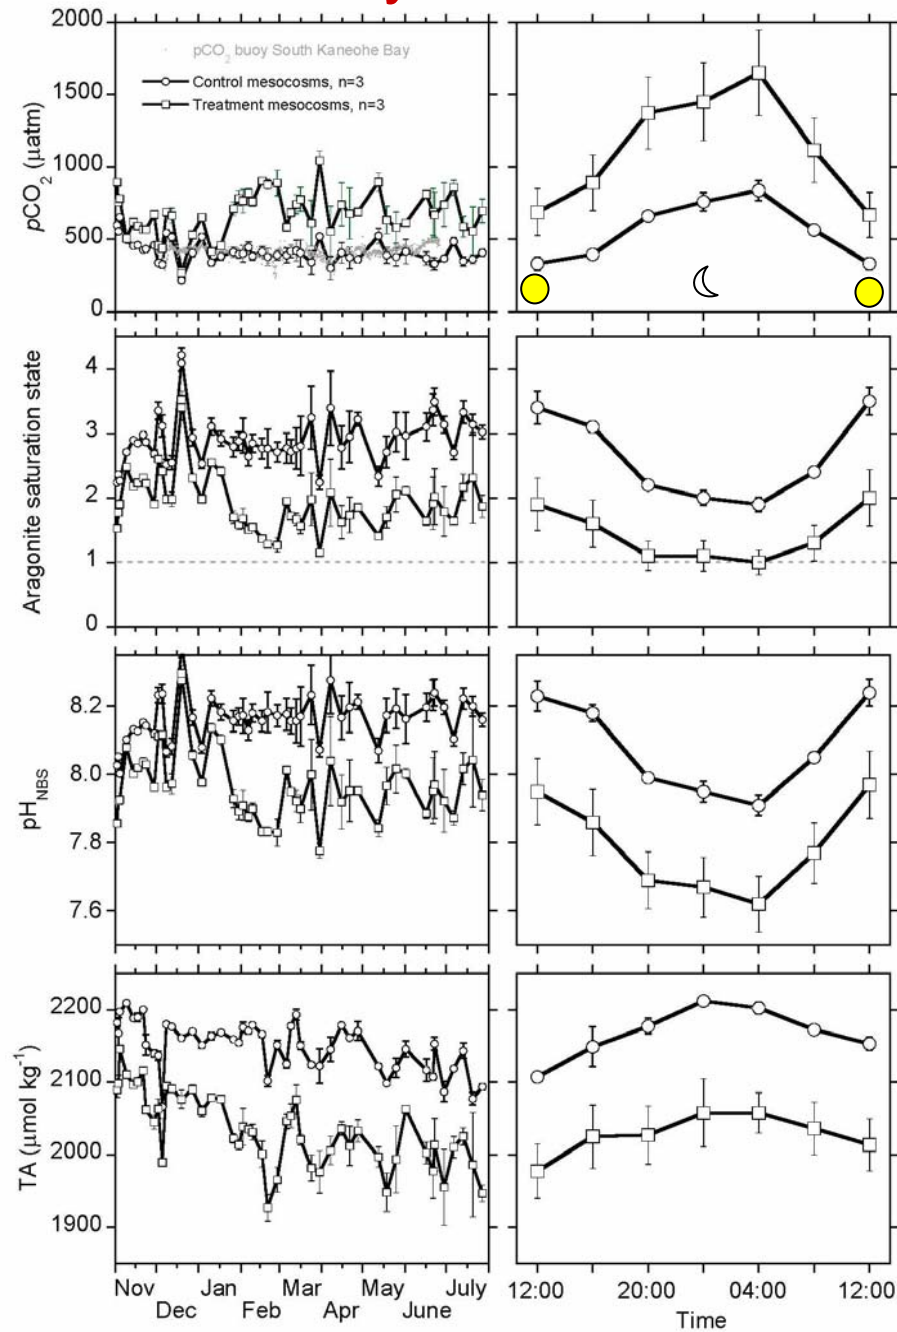 2000
1500
1000
500
0
pCO2 (µatm)
pCO2 buoy South Kaneohe Bay
Control mesocosms, n=3
Treatment mesocosms, n=3
4
3
2
1
0
Aragonite saturation state
8.2
8.0
7.8
7.6
pHNBS
2200
2100
2000
1900
TA (µmol kg-1)
Nov Jan Mar May July
Dec Feb Apr June
12:00 20:00 04:00 12:00
Time